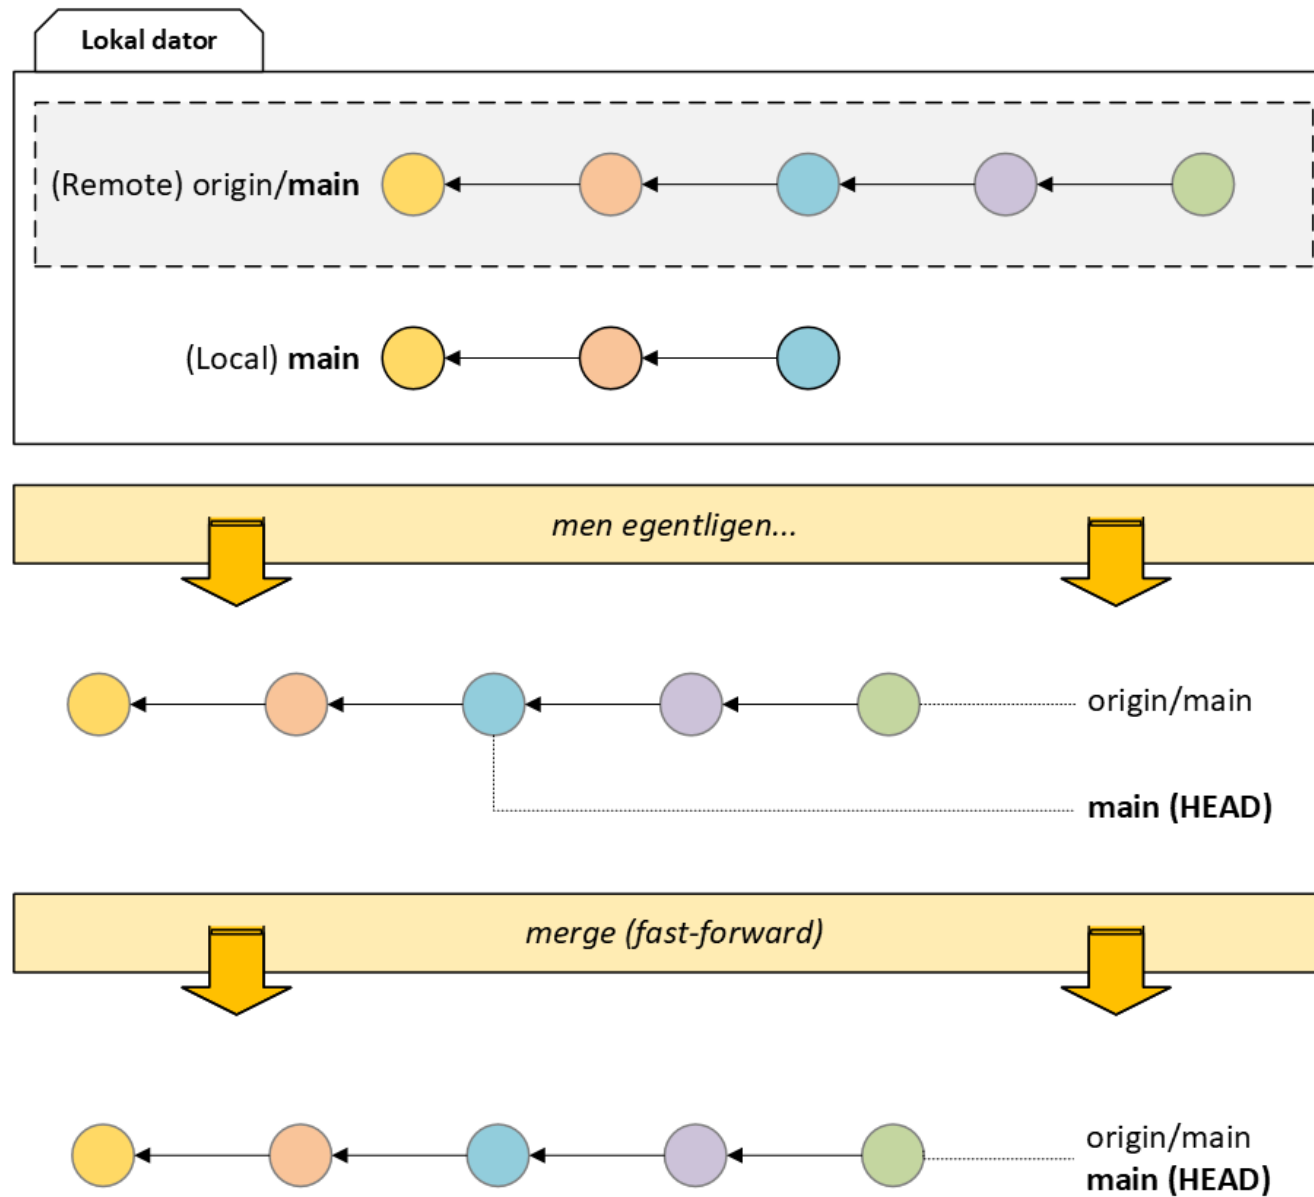 Lokal dator
(Remote) origin/main
(Local) main
men egentligen...
origin/main
main (HEAD)
merge (fast-forward)
origin/main
main (HEAD)